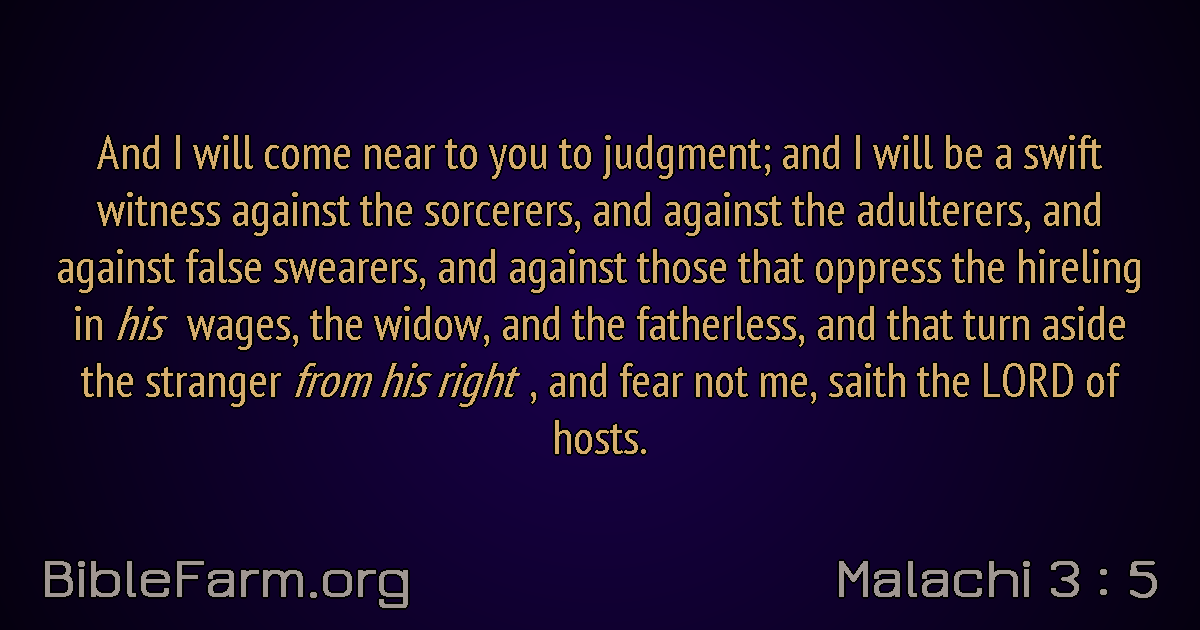 And I will come near to you to judgment; and I will be a swift
witness against the sorcerers, and against the adulterers, and
against false swearers, and against those that oppress the hireling
in his wages, the widow, and the fatherless, and that turn aside
the stranger from his right , and fear not me, saith the LORD of
hosts.
BibleFarm.org
Malachi 3 : 5